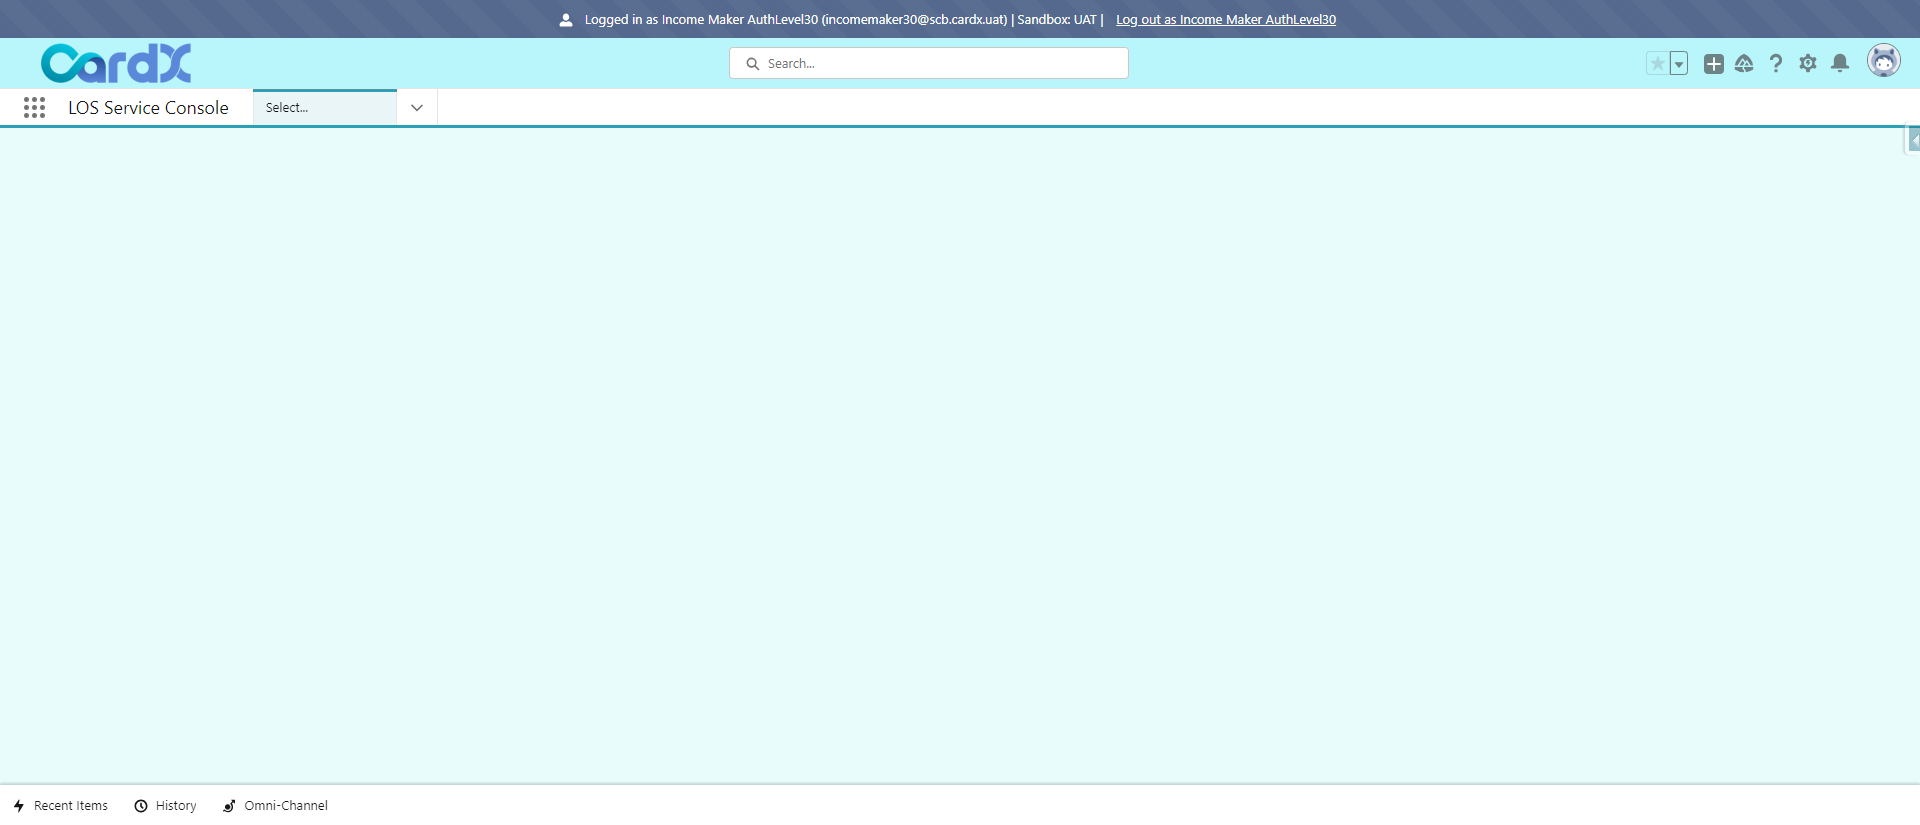 Logged in as Income Maker AuthLevel30 (incomemaker30@scb.cardx.uat) | Sandbox: UAT | Log out as Income Maker AuthLevel30
CardX
Search...
LOS Service Console
Select...
Recent Items
History
Omni-Channel